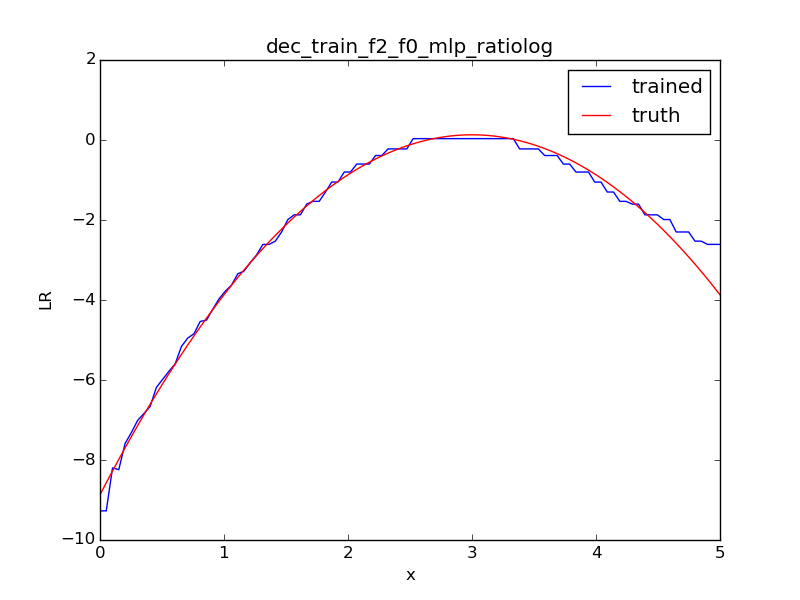 dec_train_f2_f0_mlp_ratiolog
trained
truth
2
0
−2
−4
−6
−8
−10
LR
0 1 2 3 4 5
x